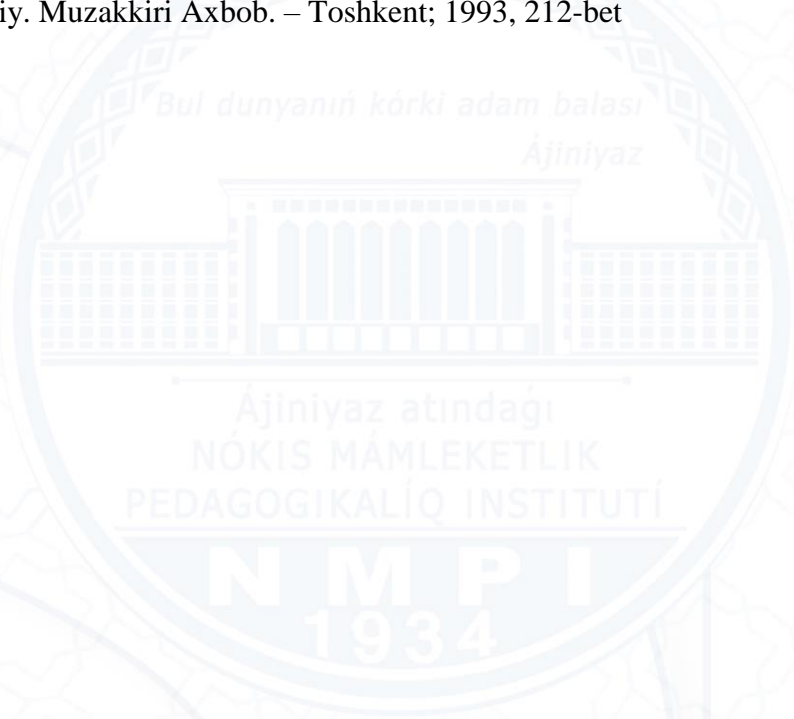 iy. Muzakkiri Axbob. – Toshkent; 1993, 212-bet
Bul dunyanıń kórki adam balası
Ájiniyaz
Ájiniyaz atındaǵı
NÓKIS MÁMLEKETLIK
PEDAGOGIKALÍQ INSTITUTÍ
NMPI
1934